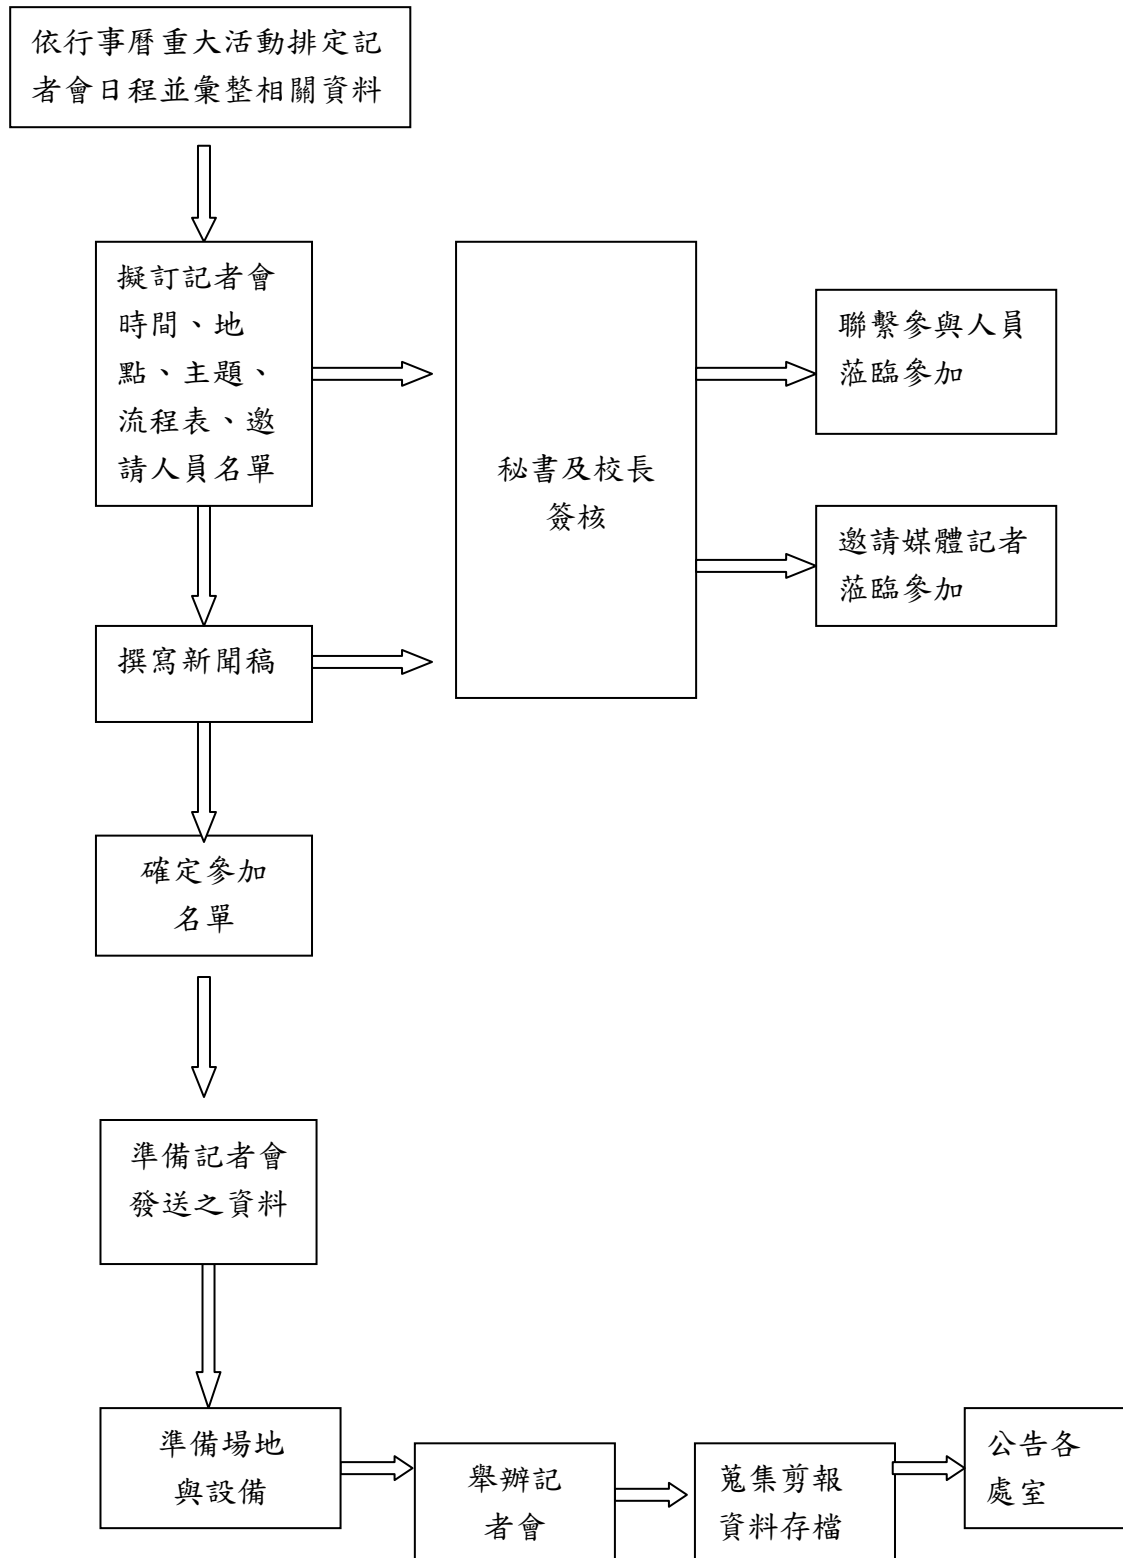 依行事曆重大活動排定記
者會日程並彙整相關資料
擬訂記者會
時間、地
點、主題、
流程表、邀
請人員名單
秘書及校長
簽核
聯繫參與人員
蒞臨參加
邀請媒體記者
蒞臨參加
撰寫新聞稿
確定參加
名單
準備記者會
發送之資料
準備場地
與設備
舉辦記
者會
蒐集剪報
資料存檔
公告各
處室